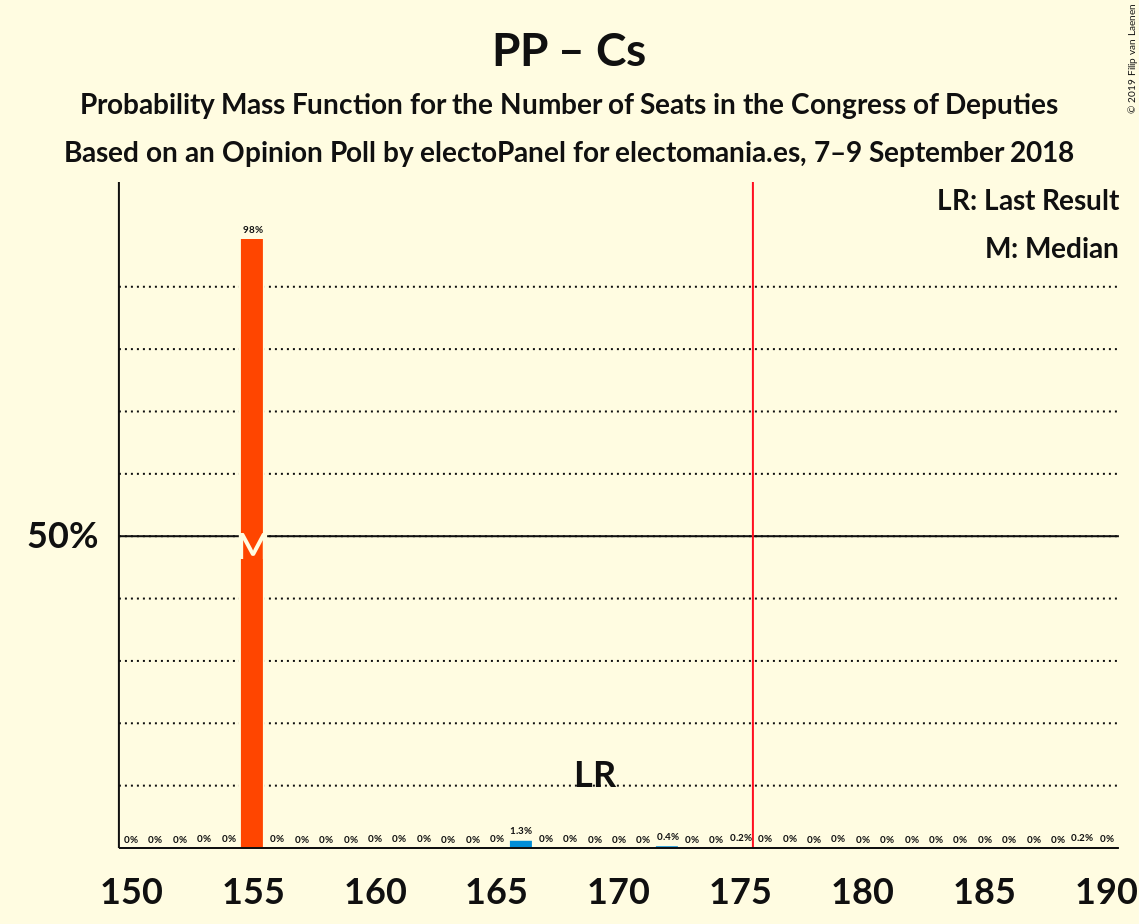 PP – Cs
Probability Mass Function for the Number of Seats in the Congress of Deputies
Based on an Opinion Poll by electoPanel for electomania.es, 7–9 September 2018
© 2019 Filip van Laenen
LR: Last Result
M: Median
98%
50%
M
LR
0% 0% 0% 0% 0% 0% 0% 0% 0% 0% 0% 0% 0% 0% 0% 1.3% 0% 0% 0% 0% 0% 0.4% 0% 0% 0.2% 0% 0% 0% 0% 0% 0% 0% 0% 0% 0% 0% 0% 0% 0.2% 0%
150 155 160 165 170 175 180 185 190